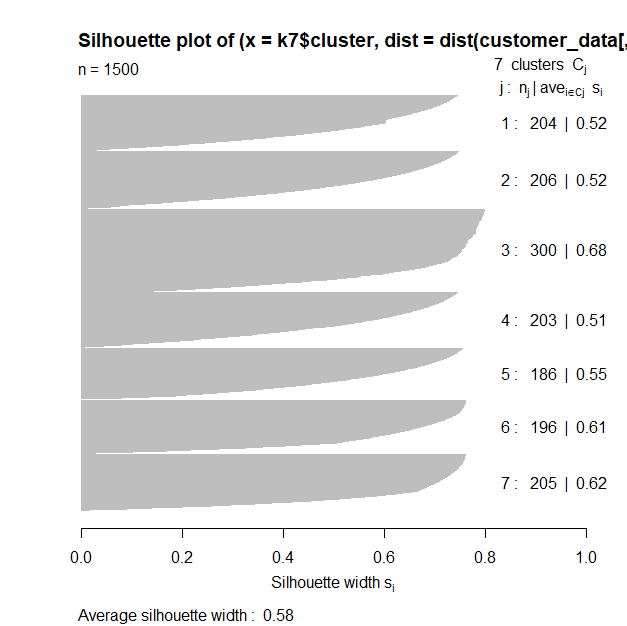 Silhouette plot of (x = k7$cluster, dist = dist(customer_data[,
n = 1500
7 clusters Cj
j : nj | avei∈Cj si
1 : 204 | 0.52
2 : 206 | 0.52
3 : 300 | 0.68
4 : 203 | 0.51
5 : 186 | 0.55
6 : 196 | 0.61
7 : 205 | 0.62
0.0 0.2 0.4 0.6 0.8 1.0
Silhouette width si
Average silhouette width : 0.58